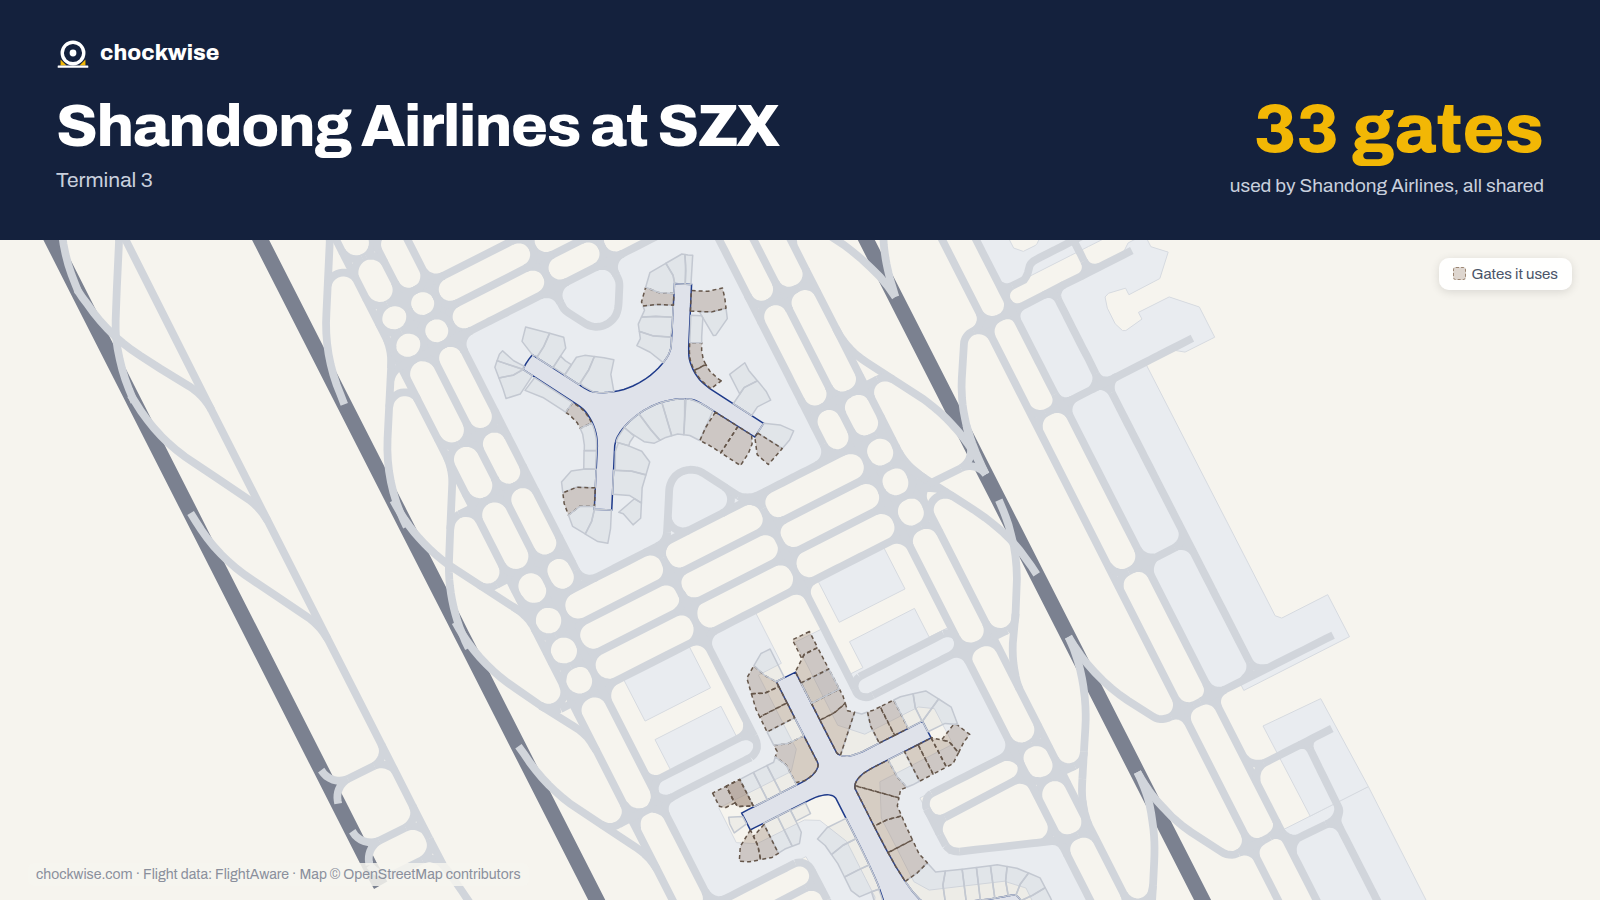 chockwise
Shandong Airlines at SZX
Terminal 3
33 gates
used by Shandong Airlines, all shared
Gates it uses
chockwise.com · Flight data: FlightAware · Map © OpenStreetMap contributors